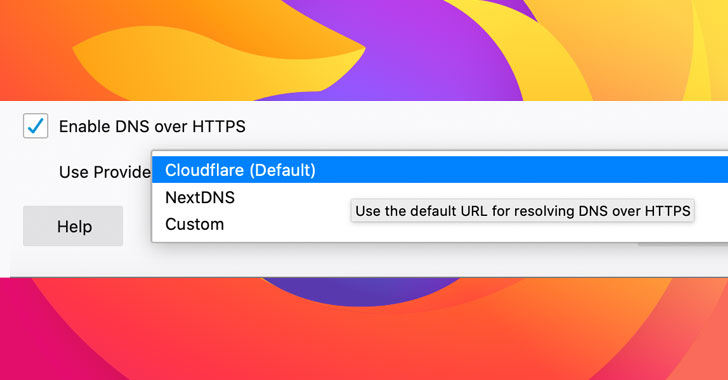 Enable DNS over HTTPS
Use Provide
Cloudflare (Default)
NextDNS
Use the default URL for resolving DNS over HTTPS
Custom
Help